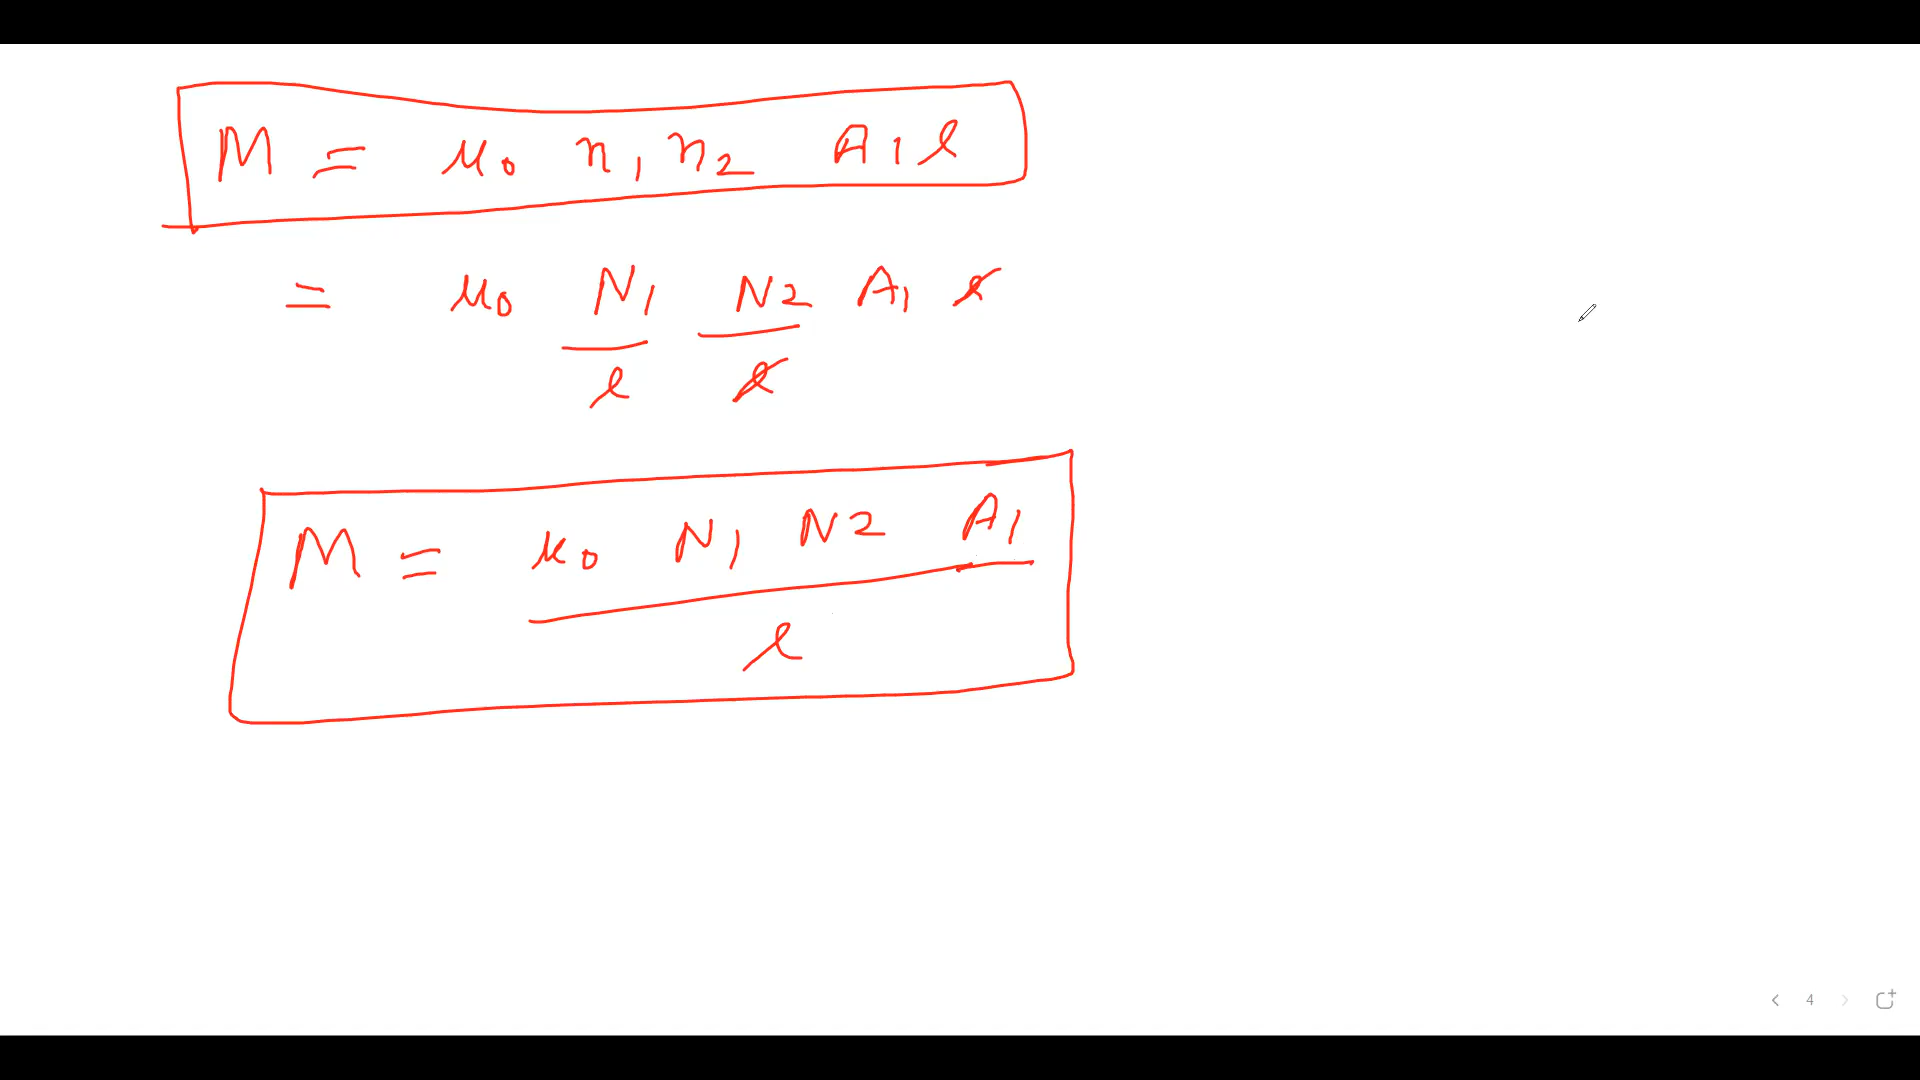 M = μ₀ n₁ n₂ A₁ l
= μ₀ N₁ N₂ A₁ l
l l
M = μ₀ N₁ N₂ A₁
l
4